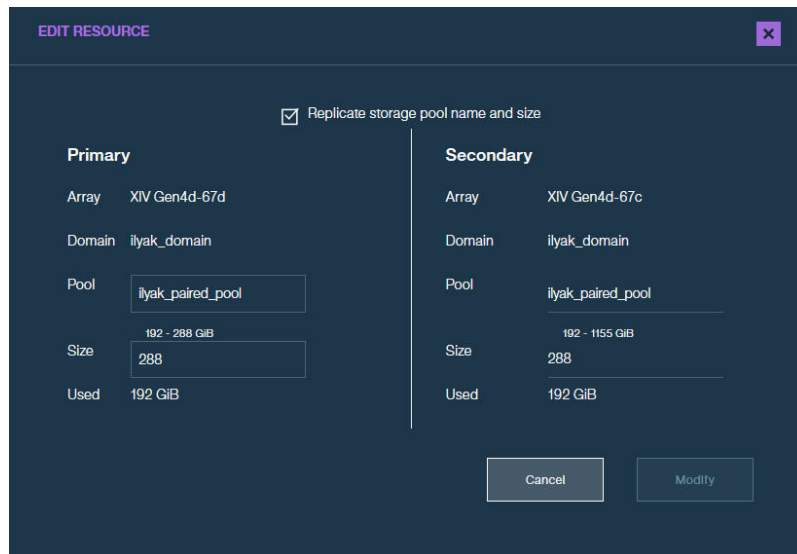 EDIT RESOURCE
Replicate storage pool name and size
Primary
Array XIV Gen4d-67d
Domain ilyak_domain
Pool ilyak_paired_pool
192 - 288 GiB
Size 288
Used 192 GiB
Secondary
Array XIV Gen4d-67c
Domain ilyak_domain
Pool ilyak_paired_pool
192 - 1155 GiB
Size 288
Used 192 GiB
Cancel
Modify